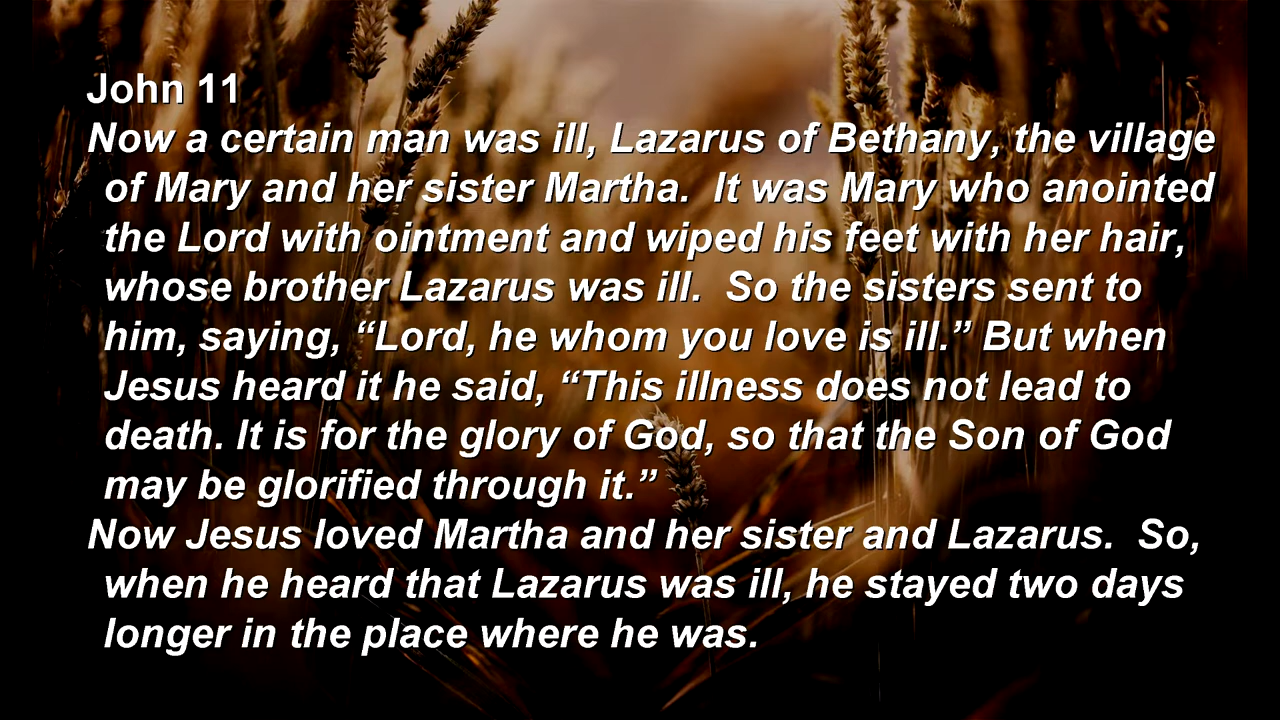 John 11
Now a certain man was ill, Lazarus of Bethany, the village
of Mary and her sister Martha.  It was Mary who anointed
the Lord with ointment and wiped his feet with her hair,
whose brother Lazarus was ill.  So the sisters sent to
him, saying, “Lord, he whom you love is ill.” But when
Jesus heard it he said, “This illness does not lead to
death. It is for the glory of God, so that the Son of God
may be glorified through it.”
Now Jesus loved Martha and her sister and Lazarus.  So,
when he heard that Lazarus was ill, he stayed two days
longer in the place where he was.